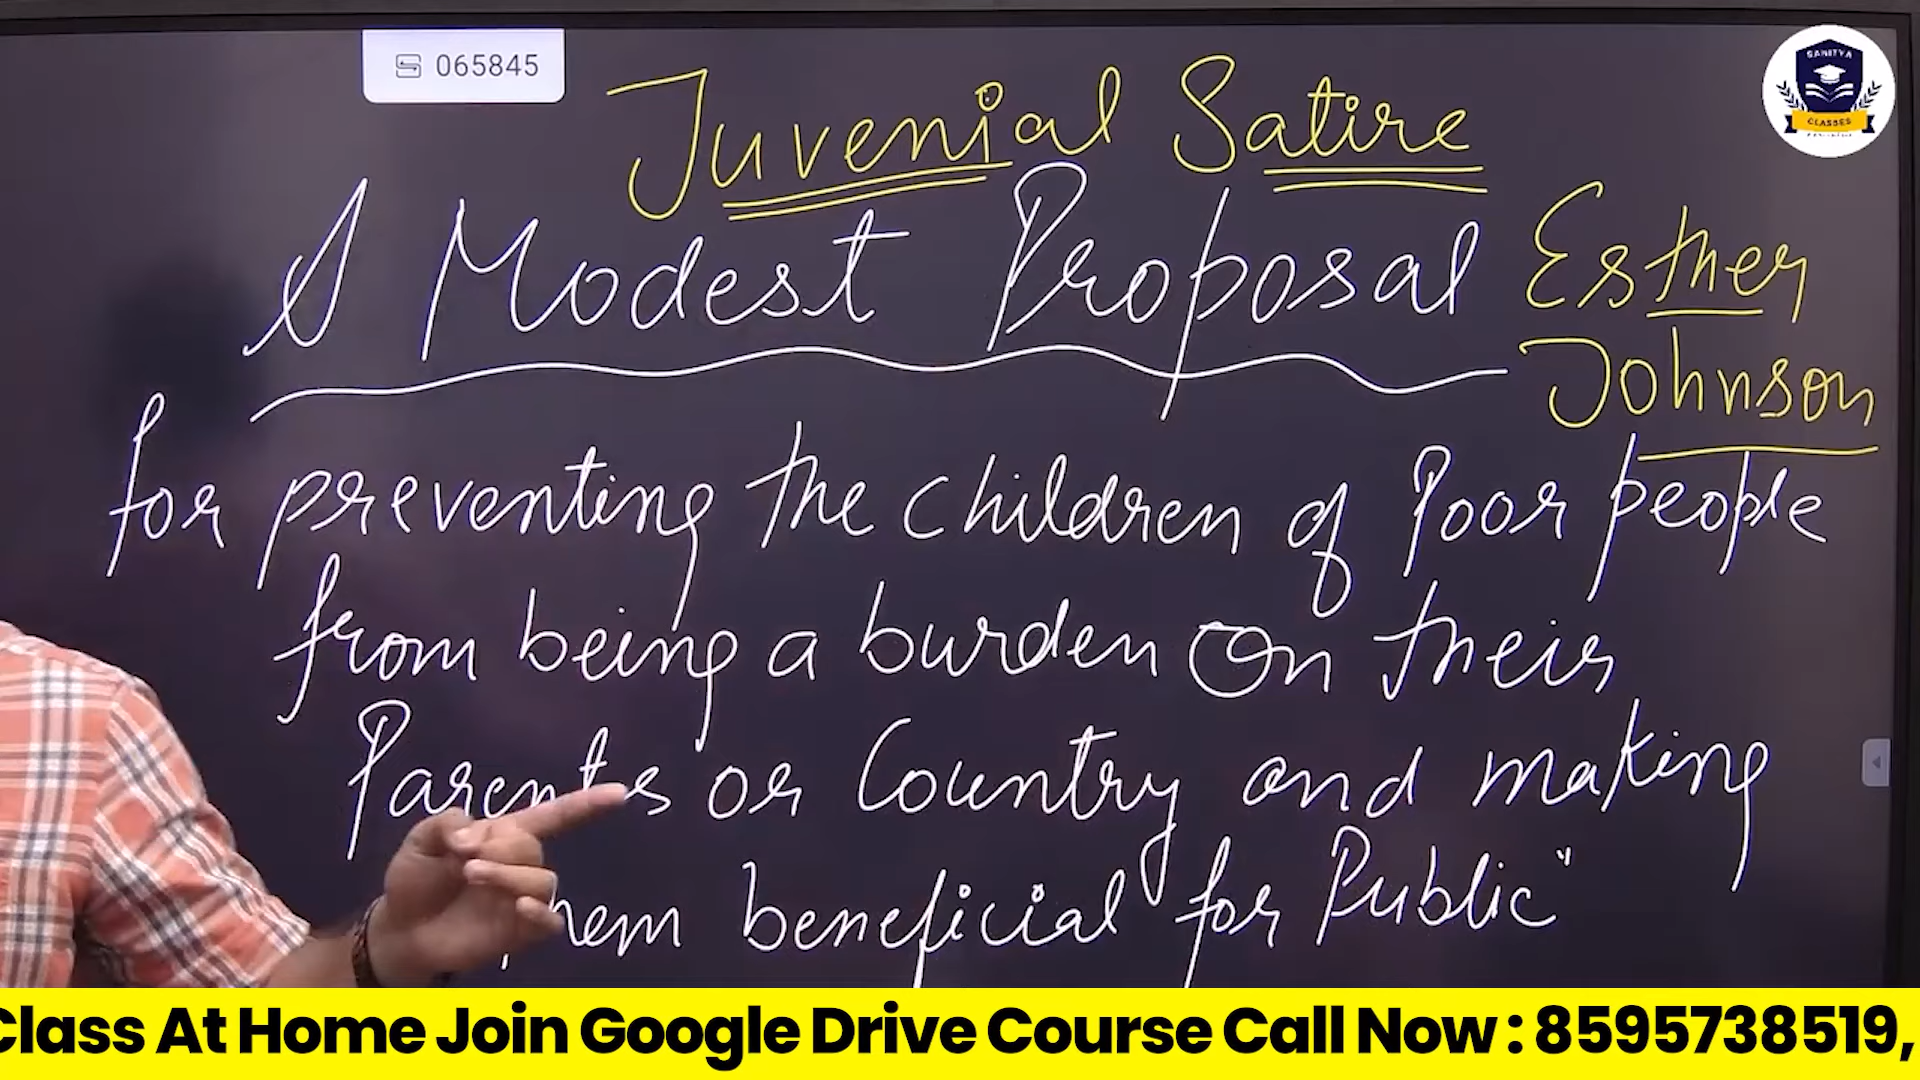 065845
SAHITYA
CLASSES
Juvenial Satire
A Modest Proposal
Esther
Johnson
for preventing the children of Poor people
from being a burden On their
Parents or Country and making
hem beneficial for Public"
Class At Home Join Google Drive Course Call Now : 8595738519,